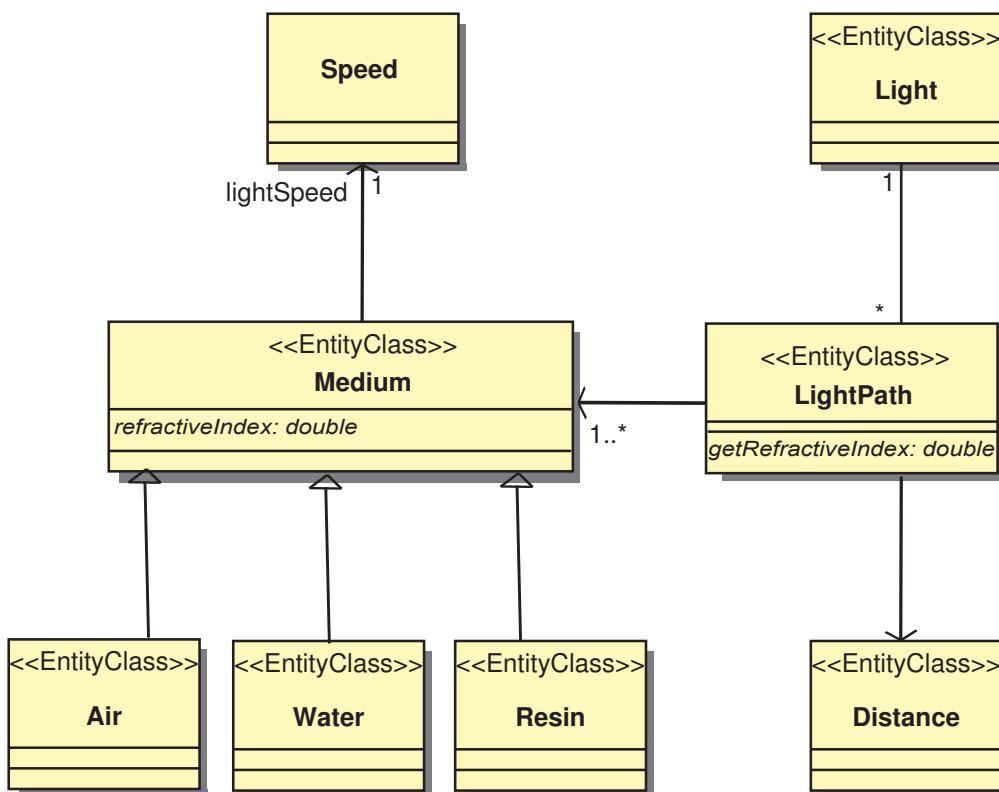 Speed
<<EntityClass>>
Light
lightSpeed
1
1
*
<<EntityClass>>
Medium
refractiveIndex: double
1..*
<<EntityClass>>
LightPath
getRefractiveIndex: double
<<EntityClass>>
Air
<<EntityClass>>
Water
<<EntityClass>>
Resin
<<EntityClass>>
Distance